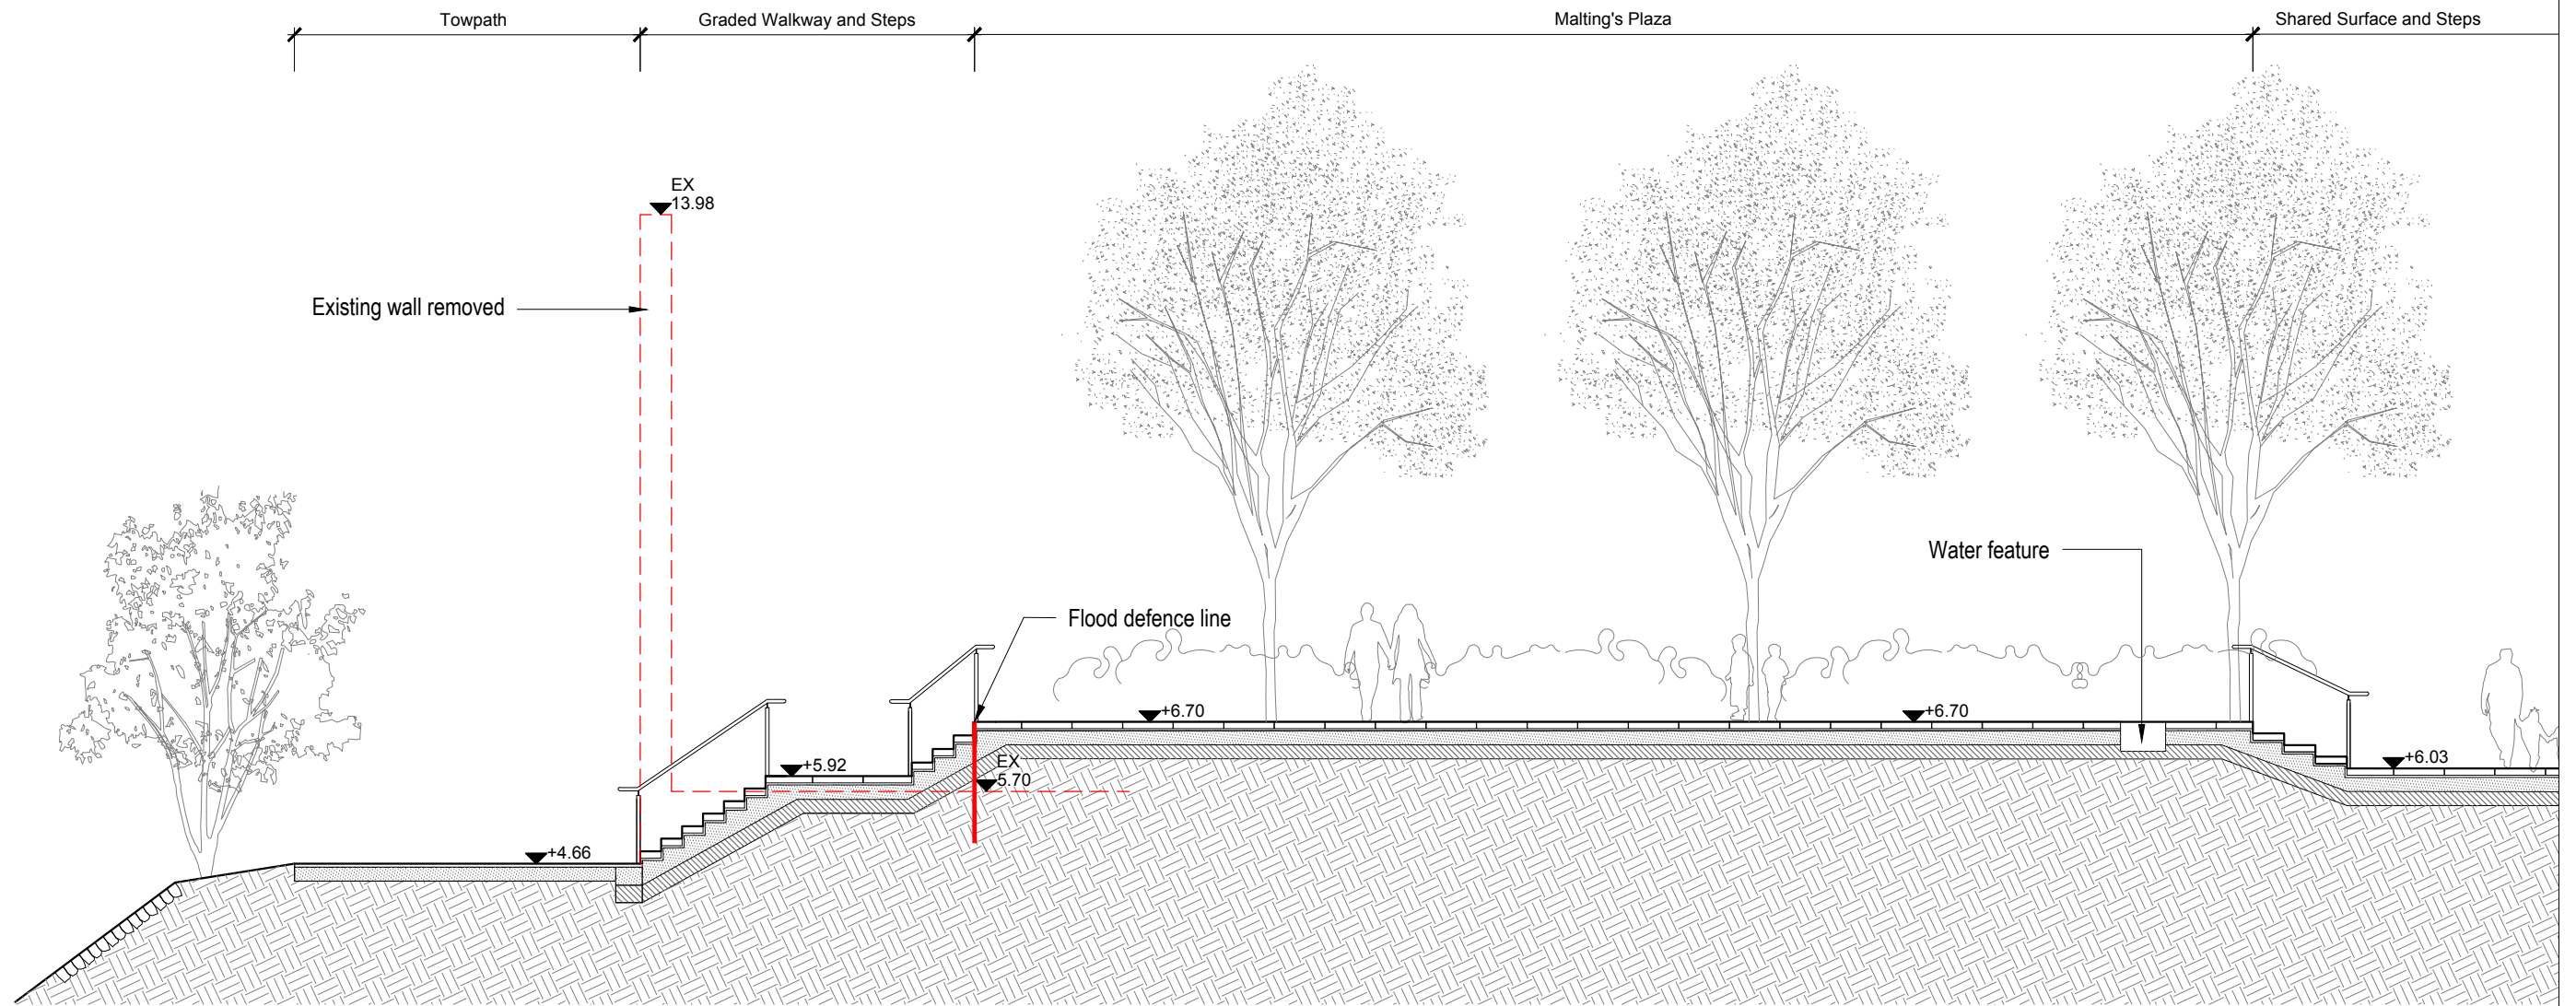 Towpath
Graded Walkway and Steps
Malting's Plaza
Shared Surface and Steps
EX
13.98
Existing wall removed
Water feature
Flood defence line
+6.70
+6.70
+5.92
EX
5.70
+6.03
+4.66